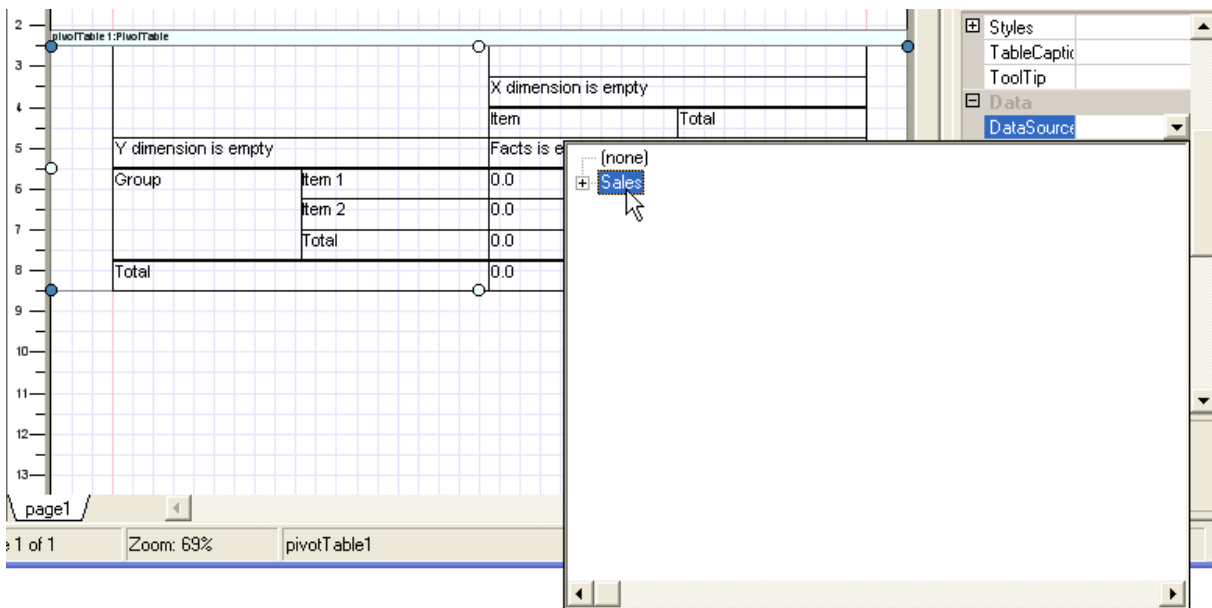 2
pivotTable 1:PivotTable
3
X dimension is empty
4
Item Total
5
Y dimension is empty Facts is e
6
Group Item 1 0.0
Item 2 0.0
7
Total 0.0
8
Total 0.0
9
10
11
12
13
page1
e 1 of 1 Zoom: 69% pivotTable1
Styles
TableCaptic
ToolTip
Data
DataSource
(none)
Sales